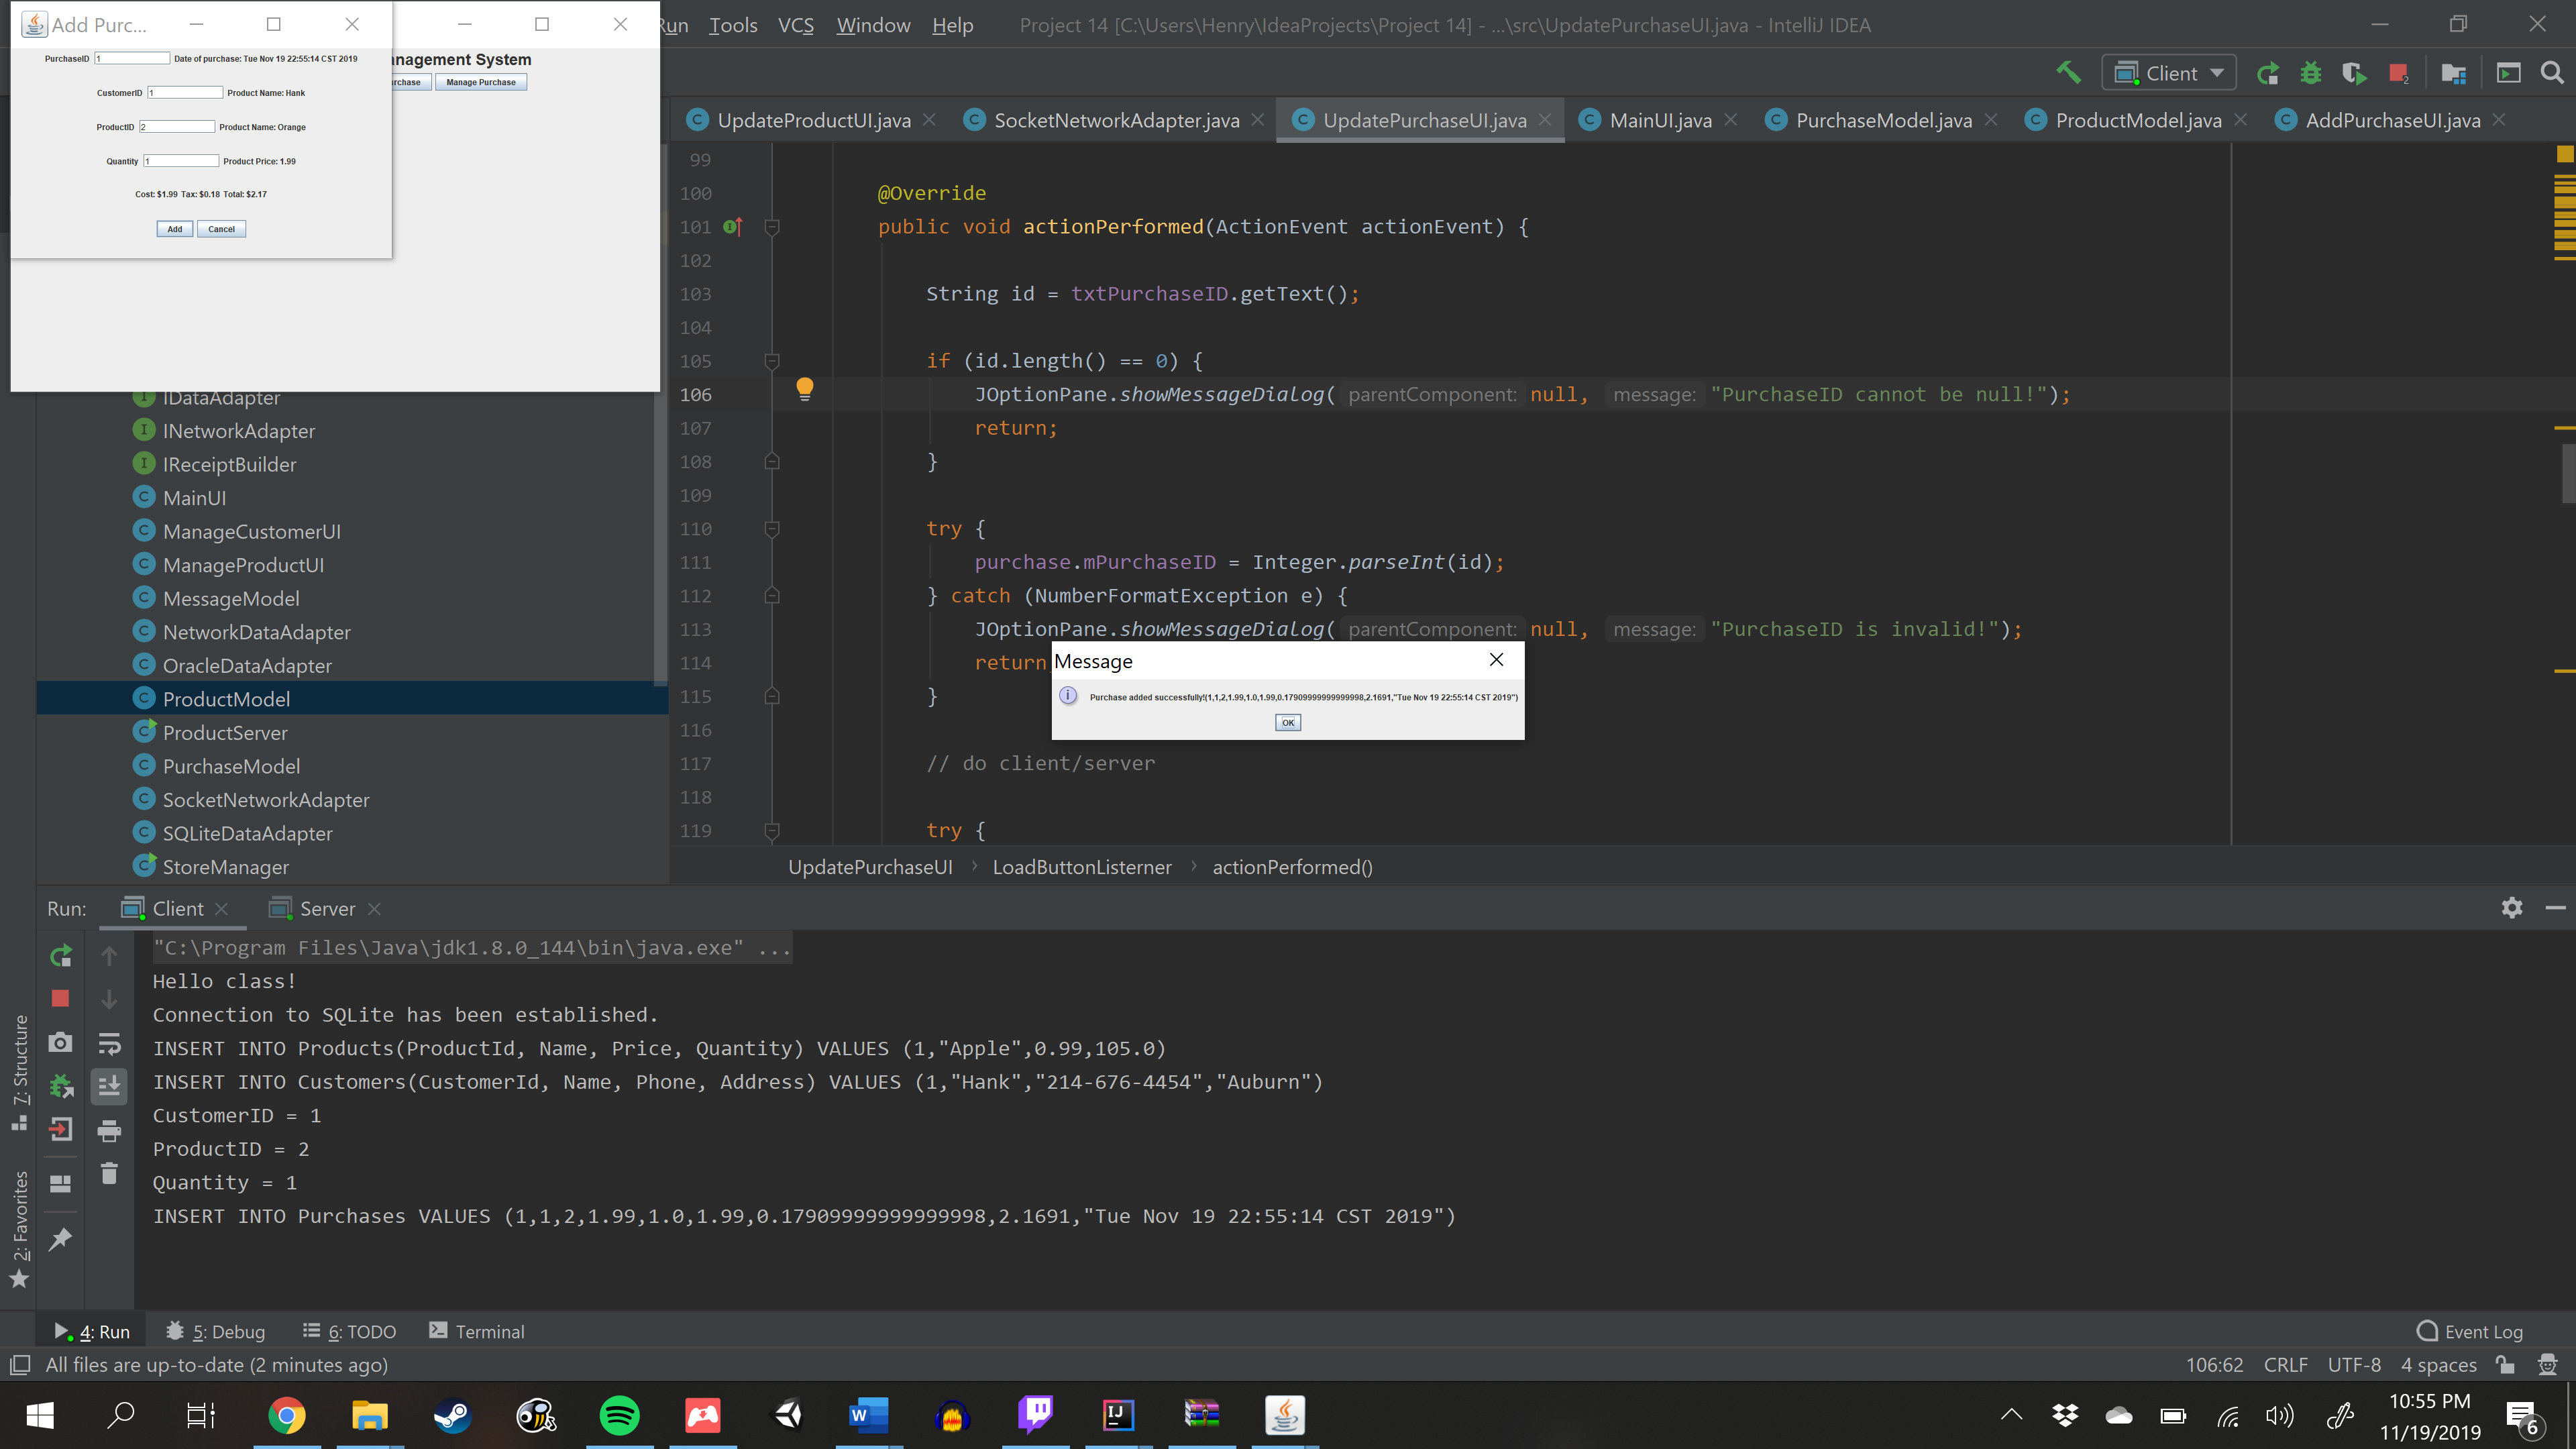 Add Purc...
PurchaseID 1 Date of purchase: Tue Nov 19 22:55:14 CST 2019
CustomerID 1 Product Name: Hank
ProductID 2 Product Name: Orange
Quantity 1 Product Price: 1.99
Cost: $1.99 Tax: $0.18 Total: $2.17
Add Cancel
nagement System
rchase Manage Purchase
Run Tools VCS Window Help Project 14 [C:\Users\Henry\IdeaProjects\Project 14] - ...\src\UpdatePurchaseUI.java - IntelliJ IDEA
Client 2
UpdateProductUI.java SocketNetworkAdapter.java UpdatePurchaseUI.java MainUI.java PurchaseModel.java ProductModel.java AddPurchaseUI.java
99
100 @Override
101 public void actionPerformed(ActionEvent actionEvent) {
102
103 String id = txtPurchaseID.getText();
104
105 if (id.length() == 0) {
106 JOptionPane.showMessageDialog( parentComponent: null, message: "PurchaseID cannot be null!");
107 return;
108 }
109
110 try {
111 purchase.mPurchaseID = Integer.parseInt(id);
112 } catch (NumberFormatException e) {
113 JOptionPane.showMessageDialog( parentComponent: null, message: "PurchaseID is invalid!");
114 return
115 }
116
117 // do client/server
118
119 try {
Message
Purchase added successfully!(1,1,2,1.99,1.0,1.99,0.17909999999999998,2.1691,"Tue Nov 19 22:55:14 CST 2019")
OK
IDataAdapter
INetworkAdapter
IReceiptBuilder
MainUI
ManageCustomerUI
ManageProductUI
MessageModel
NetworkDataAdapter
OracleDataAdapter
ProductModel
ProductServer
PurchaseModel
SocketNetworkAdapter
SQLiteDataAdapter
StoreManager
UpdatePurchaseUI LoadButtonListerner actionPerformed()
Run: Client Server
"C:\Program Files\Java\jdk1.8.0_144\bin\java.exe" ...
Hello class!
Connection to SQLite has been established.
INSERT INTO Products(ProductId, Name, Price, Quantity) VALUES (1,"Apple",0.99,105.0)
INSERT INTO Customers(CustomerId, Name, Phone, Address) VALUES (1,"Hank","214-676-4454","Auburn")
CustomerID = 1
ProductID = 2
Quantity = 1
INSERT INTO Purchases VALUES (1,1,2,1.99,1.0,1.99,0.17909999999999998,2.1691,"Tue Nov 19 22:55:14 CST 2019")
7: Structure
2: Favorites
4: Run 5: Debug 6: TODO Terminal Event Log
All files are up-to-date (2 minutes ago) 106:62 CRLF UTF-8 4 spaces
10:55 PM
11/19/2019
6